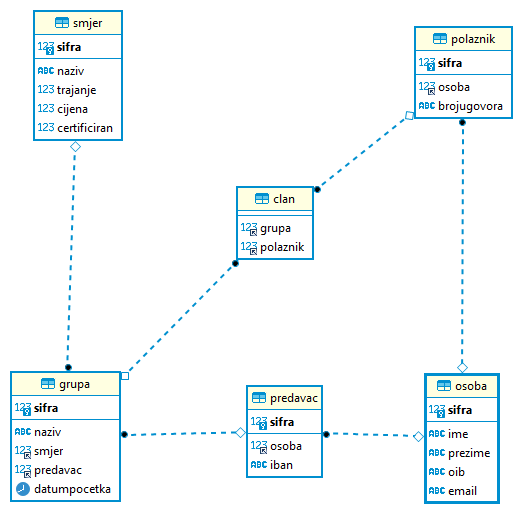 smjer
123 sifra
ABC naziv
123 trajanje
123 cijena
123 certificiran
polaznik
123 sifra
123 osoba
ABC brojugovora
clan
123 grupa
123 polaznik
grupa
123 sifra
ABC naziv
123 smjer
123 predavac
datumpocetka
predavac
123 sifra
123 osoba
ABC iban
osoba
123 sifra
ABC ime
ABC prezime
ABC oib
ABC email